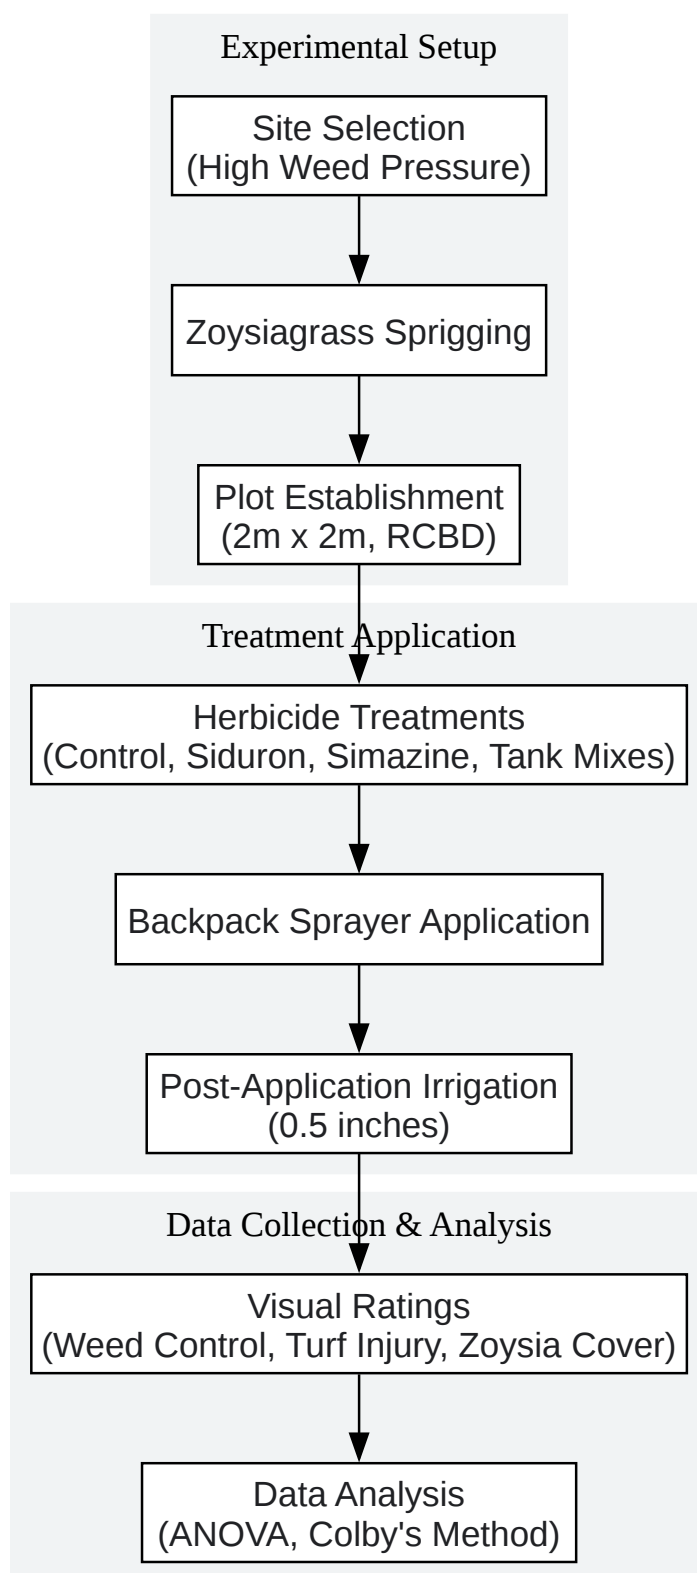 Experimental Setup
Site Selection
(High Weed Pressure)
Zoysiagrass Sprigging
Plot Establishment
(2m x 2m, RCBD)
Treatment Application
Herbicide Treatments
(Control, Siduron, Simazine, Tank Mixes)
Backpack Sprayer Application
Post-Application Irrigation
(0.5 inches)
Data Collection & Analysis
Visual Ratings
(Weed Control, Turf Injury, Zoysia Cover)
Data Analysis
(ANOVA, Colby's Method)